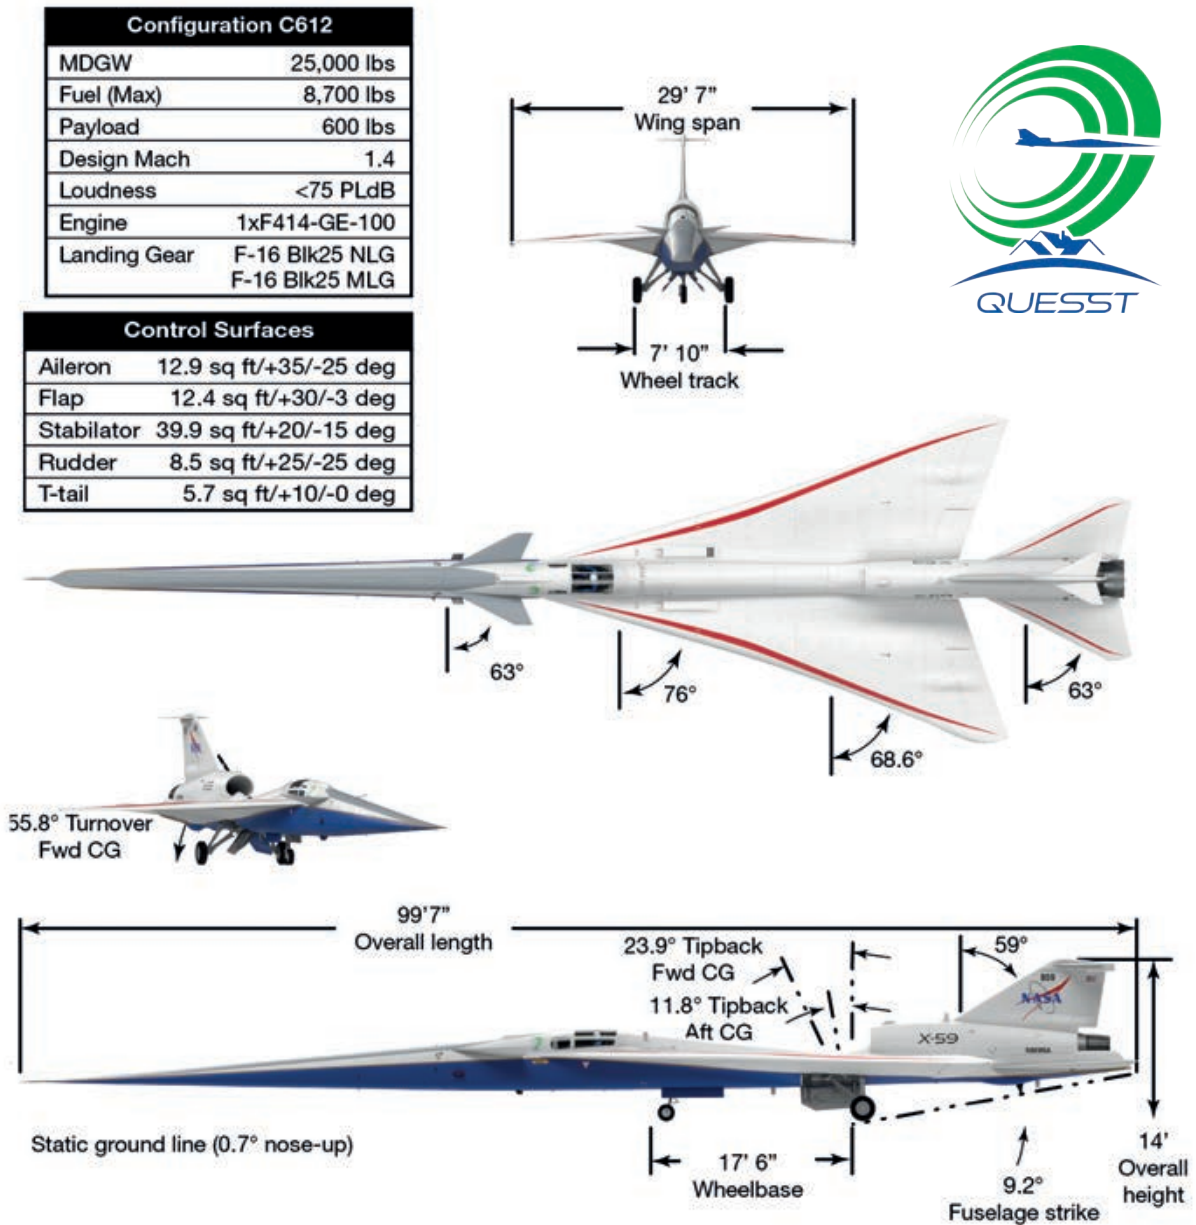 Configuration C612
MDGW 25,000 lbs
Fuel (Max) 8,700 lbs
Payload 600 lbs
Design Mach 1.4
Loudness <75 PLdB
Engine 1xF414-GE-100
Landing Gear F-16 Blk25 NLG
F-16 Blk25 MLG
Control Surfaces
Aileron 12.9 sq ft/+35/-25 deg
Flap 12.4 sq ft/+30/-3 deg
Stabilator 39.9 sq ft/+20/-15 deg
Rudder 8.5 sq ft/+25/-25 deg
T-tail 5.7 sq ft/+10/-0 deg
29' 7"
Wing span
7' 10"
Wheel track
QUESST
63°
76°
68.6°
63°
55.8° Turnover
Fwd CG
99'7"
Overall length
23.9° Tipback
Fwd CG
11.8° Tipback
Aft CG
59°
NASA
X-59
Static ground line (0.7° nose-up)
17' 6"
Wheelbase
9.2°
Fuselage strike
14'
Overall
height